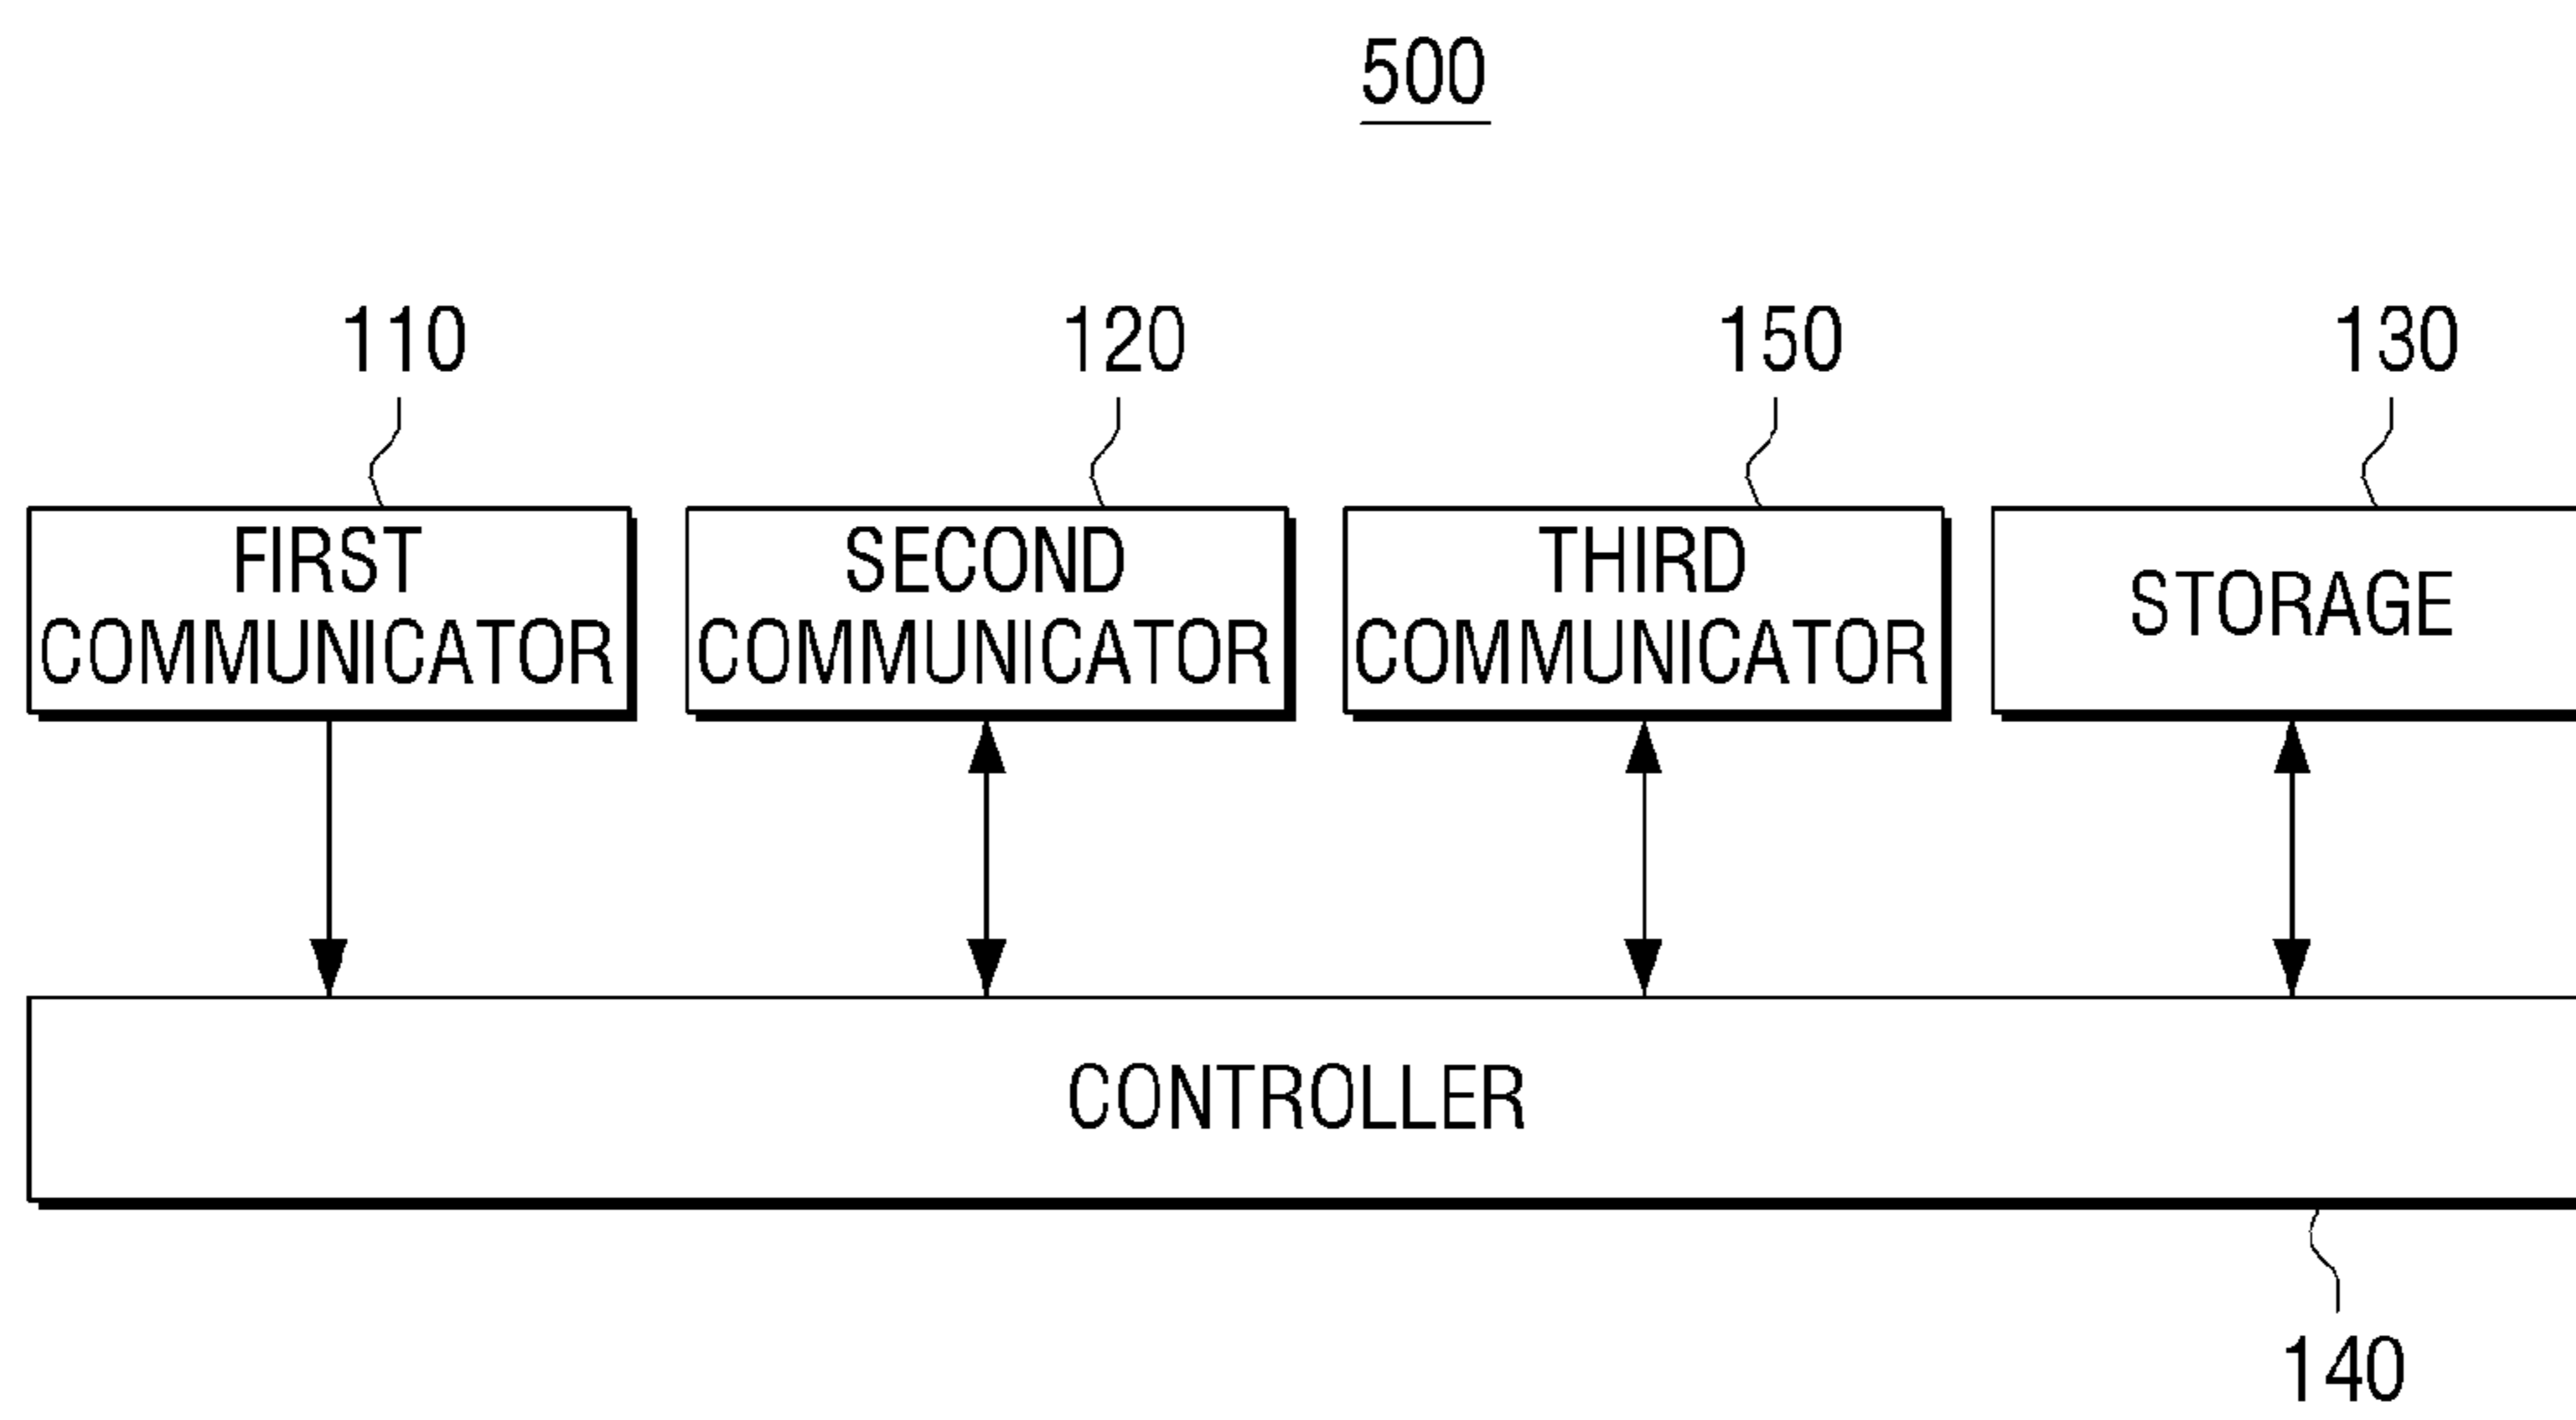 500
110
120
150
130
FIRST
COMMUNICATOR
SECOND
COMMUNICATOR
THIRD
COMMUNICATOR
STORAGE
CONTROLLER
140